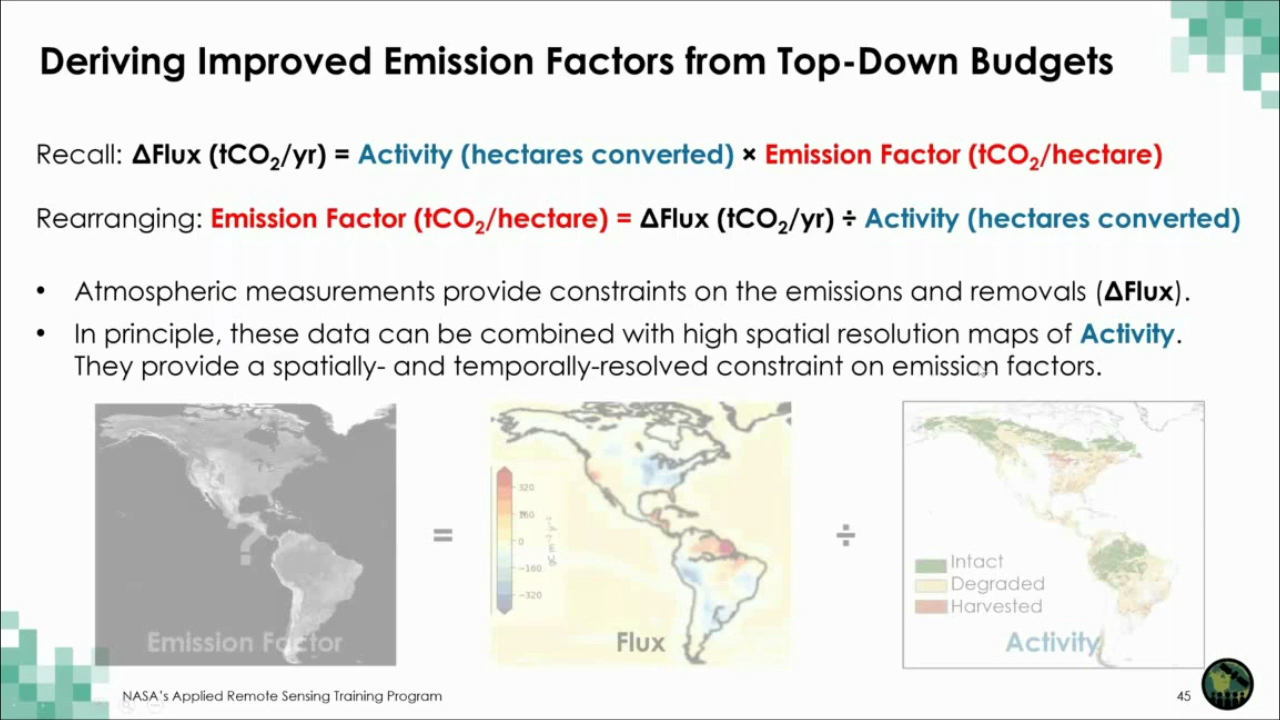 Deriving Improved Emission Factors from Top-Down Budgets
Recall: ΔFlux (tCO₂/yr) = Activity (hectares converted) × Emission Factor (tCO₂/hectare)
Rearranging: Emission Factor (tCO₂/hectare) = ΔFlux (tCO₂/yr) ÷ Activity (hectares converted)
• Atmospheric measurements provide constraints on the emissions and removals (ΔFlux).
• In principle, these data can be combined with high spatial resolution maps of Activity.
They provide a spatially- and temporally-resolved constraint on emission factors.
?
Emission Factor
=
320
160
0
−160
−320
Flux
÷
Intact
Degraded
Harvested
Activity
NASA's Applied Remote Sensing Training Program
45